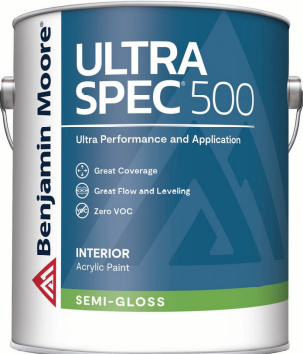 Benjamin Moore®
ULTRA
SPEC® 500
Ultra Performance and Application
Great Coverage
Great Flow and Leveling
Zero VOC
INTERIOR
Acrylic Paint
SEMI-GLOSS